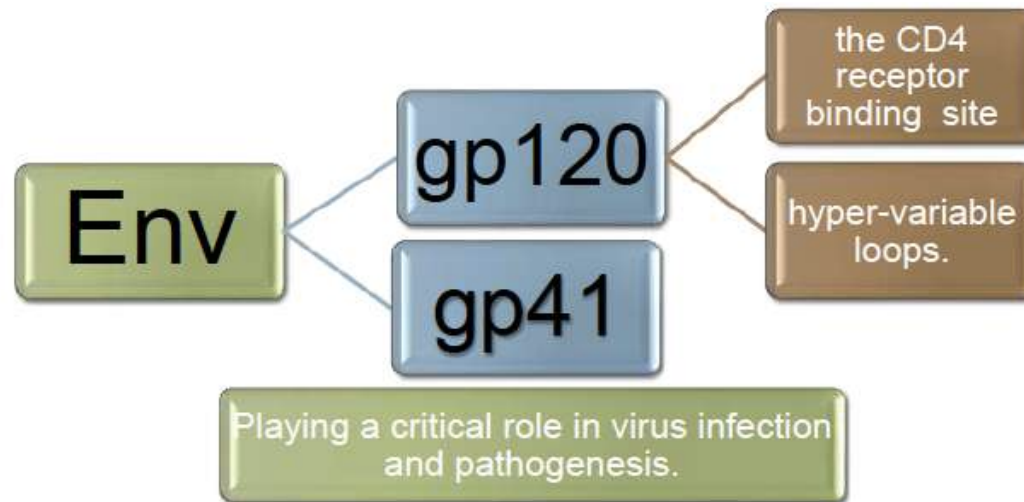 Env
gp120
gp41
the CD4
receptor
binding site
hyper-variable
loops.
Playing a critical role in virus infection
and pathogenesis.